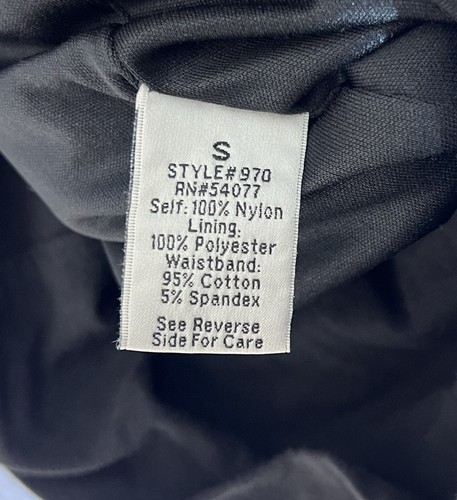 S
STYLE#970
RN#54077
Self: 100% Nylon
Lining:
100% Polyester
Waistband:
95% Cotton
5% Spandex
See Reverse
Side For Care